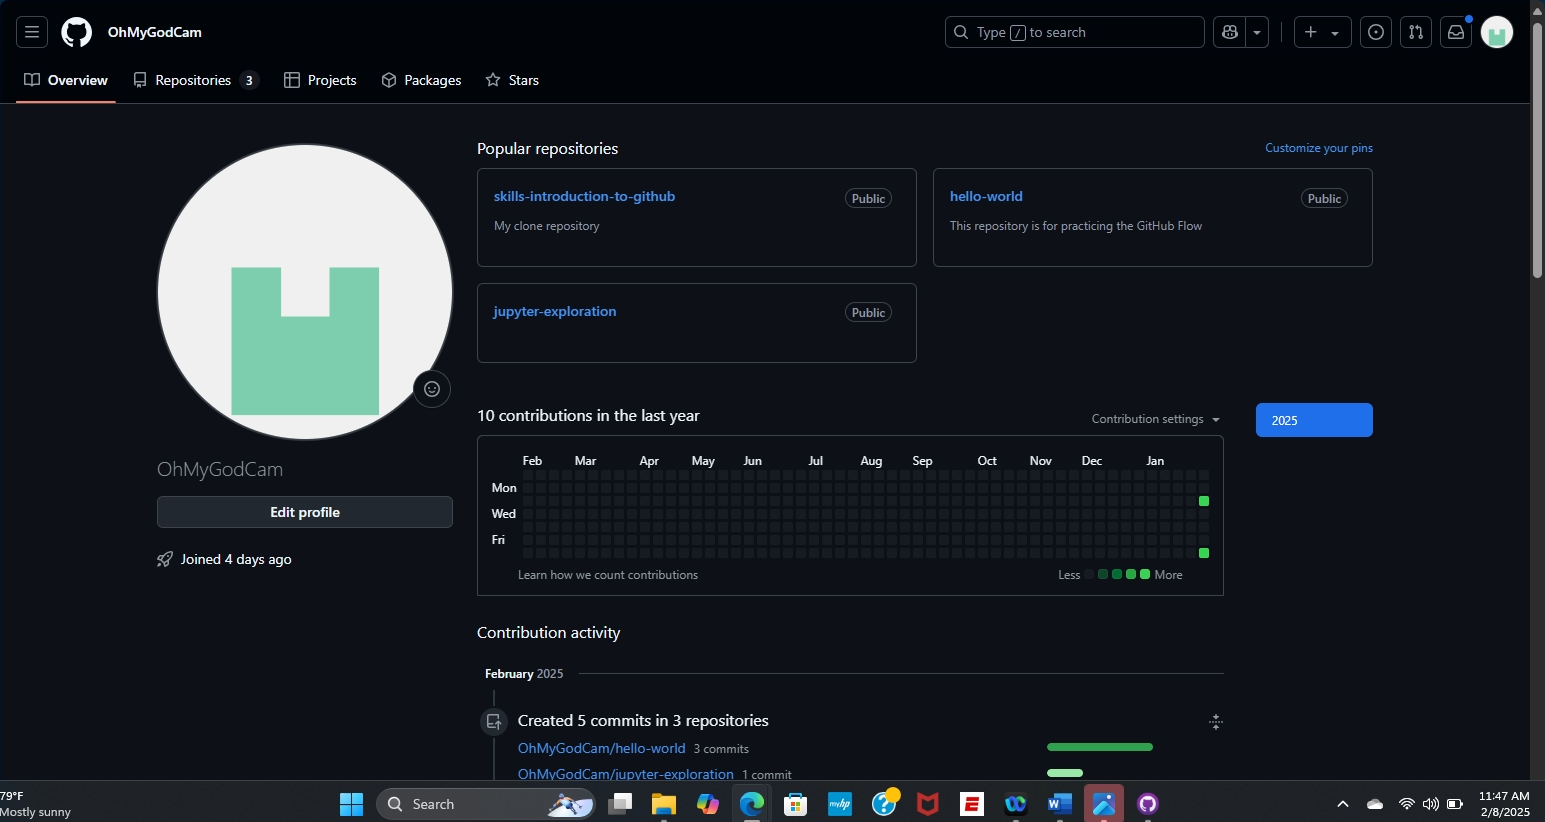 OhMyGodCam
Type / to search
Overview
Repositories 3
Projects
Packages
Stars
Popular repositories
Customize your pins
skills-introduction-to-github
Public
My clone repository
hello-world
Public
This repository is for practicing the GitHub Flow
jupyter-exploration
Public
OhMyGodCam
Edit profile
Joined 4 days ago
10 contributions in the last year
Contribution settings
2025
Feb Mar Apr May Jun Jul Aug Sep Oct Nov Dec Jan
Mon
Wed
Fri
Learn how we count contributions
Less More
Contribution activity
February 2025
Created 5 commits in 3 repositories
OhMyGodCam/hello-world 3 commits
OhMyGodCam/jupyter-exploration 1 commit
79°F
Mostly sunny
Search
myhp
11:47 AM
2/8/2025